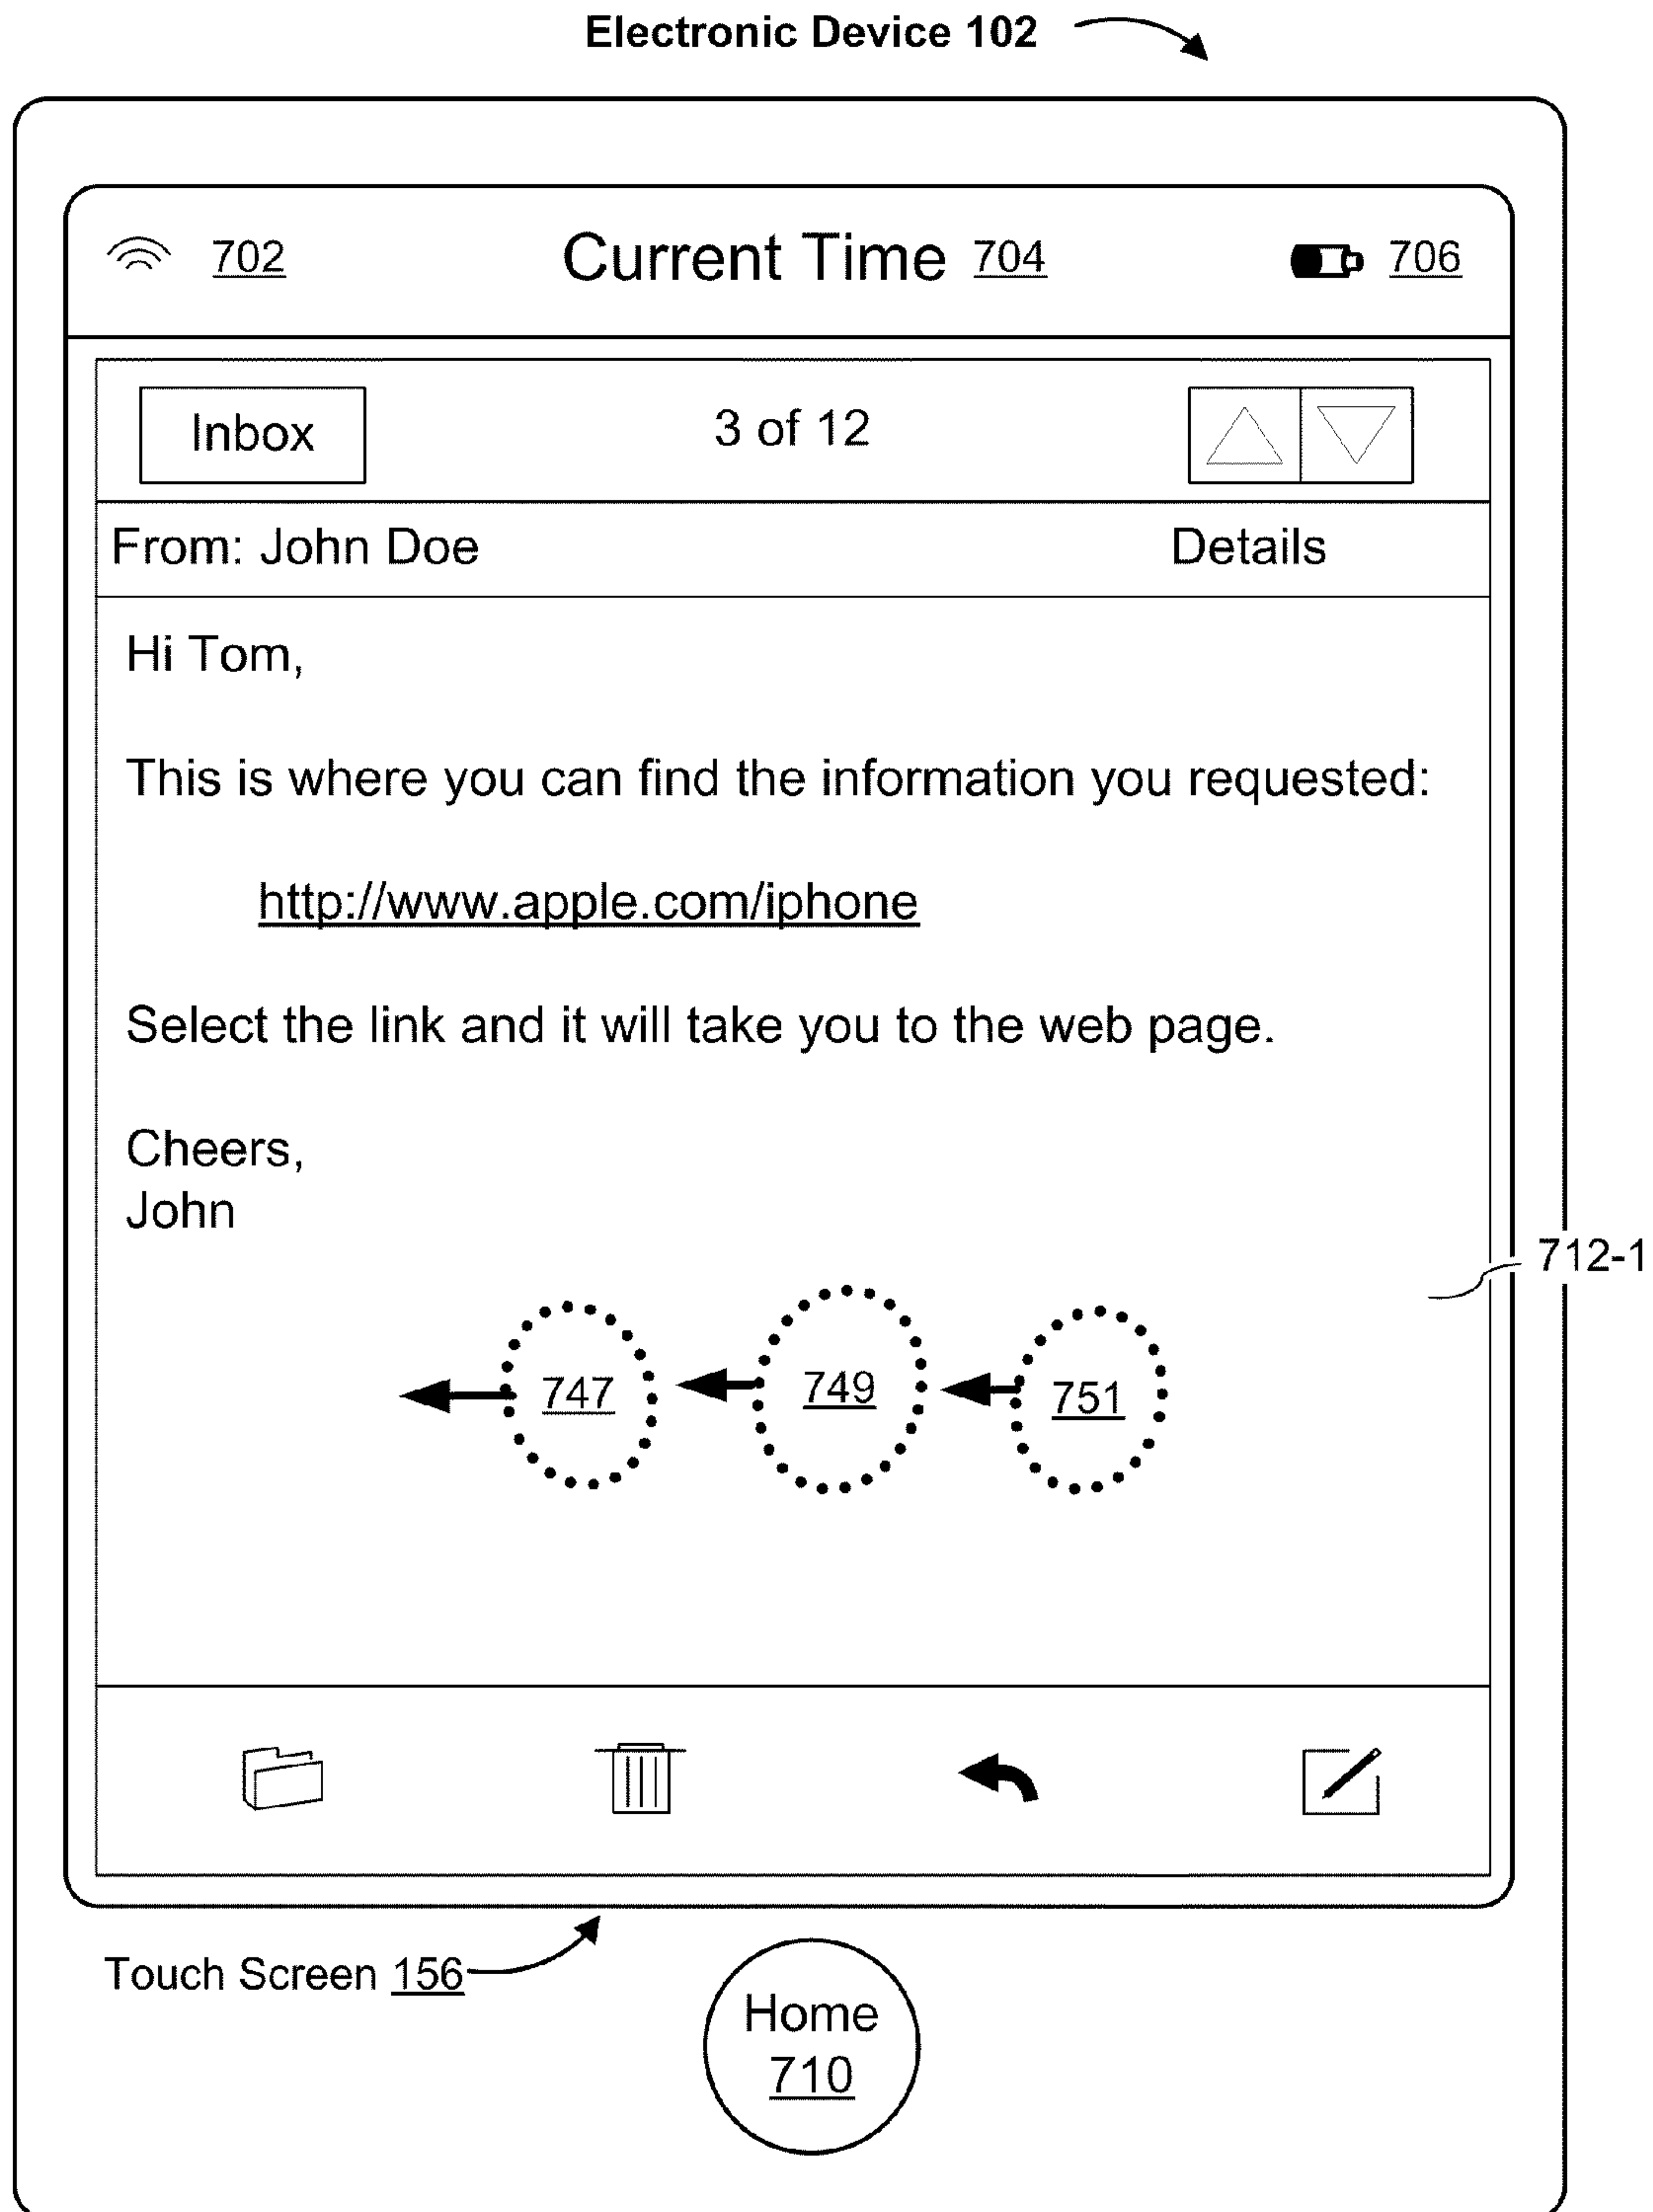 Electronic Device 102
702 Current Time 704 706
Inbox 3 of 12
From: John Doe Details
Hi Tom,
This is where you can find the information you requested:
http://www.apple.com/iphone
Select the link and it will take you to the web page.
Cheers,
John
712-1
747 749 751
Touch Screen 156
Home
710